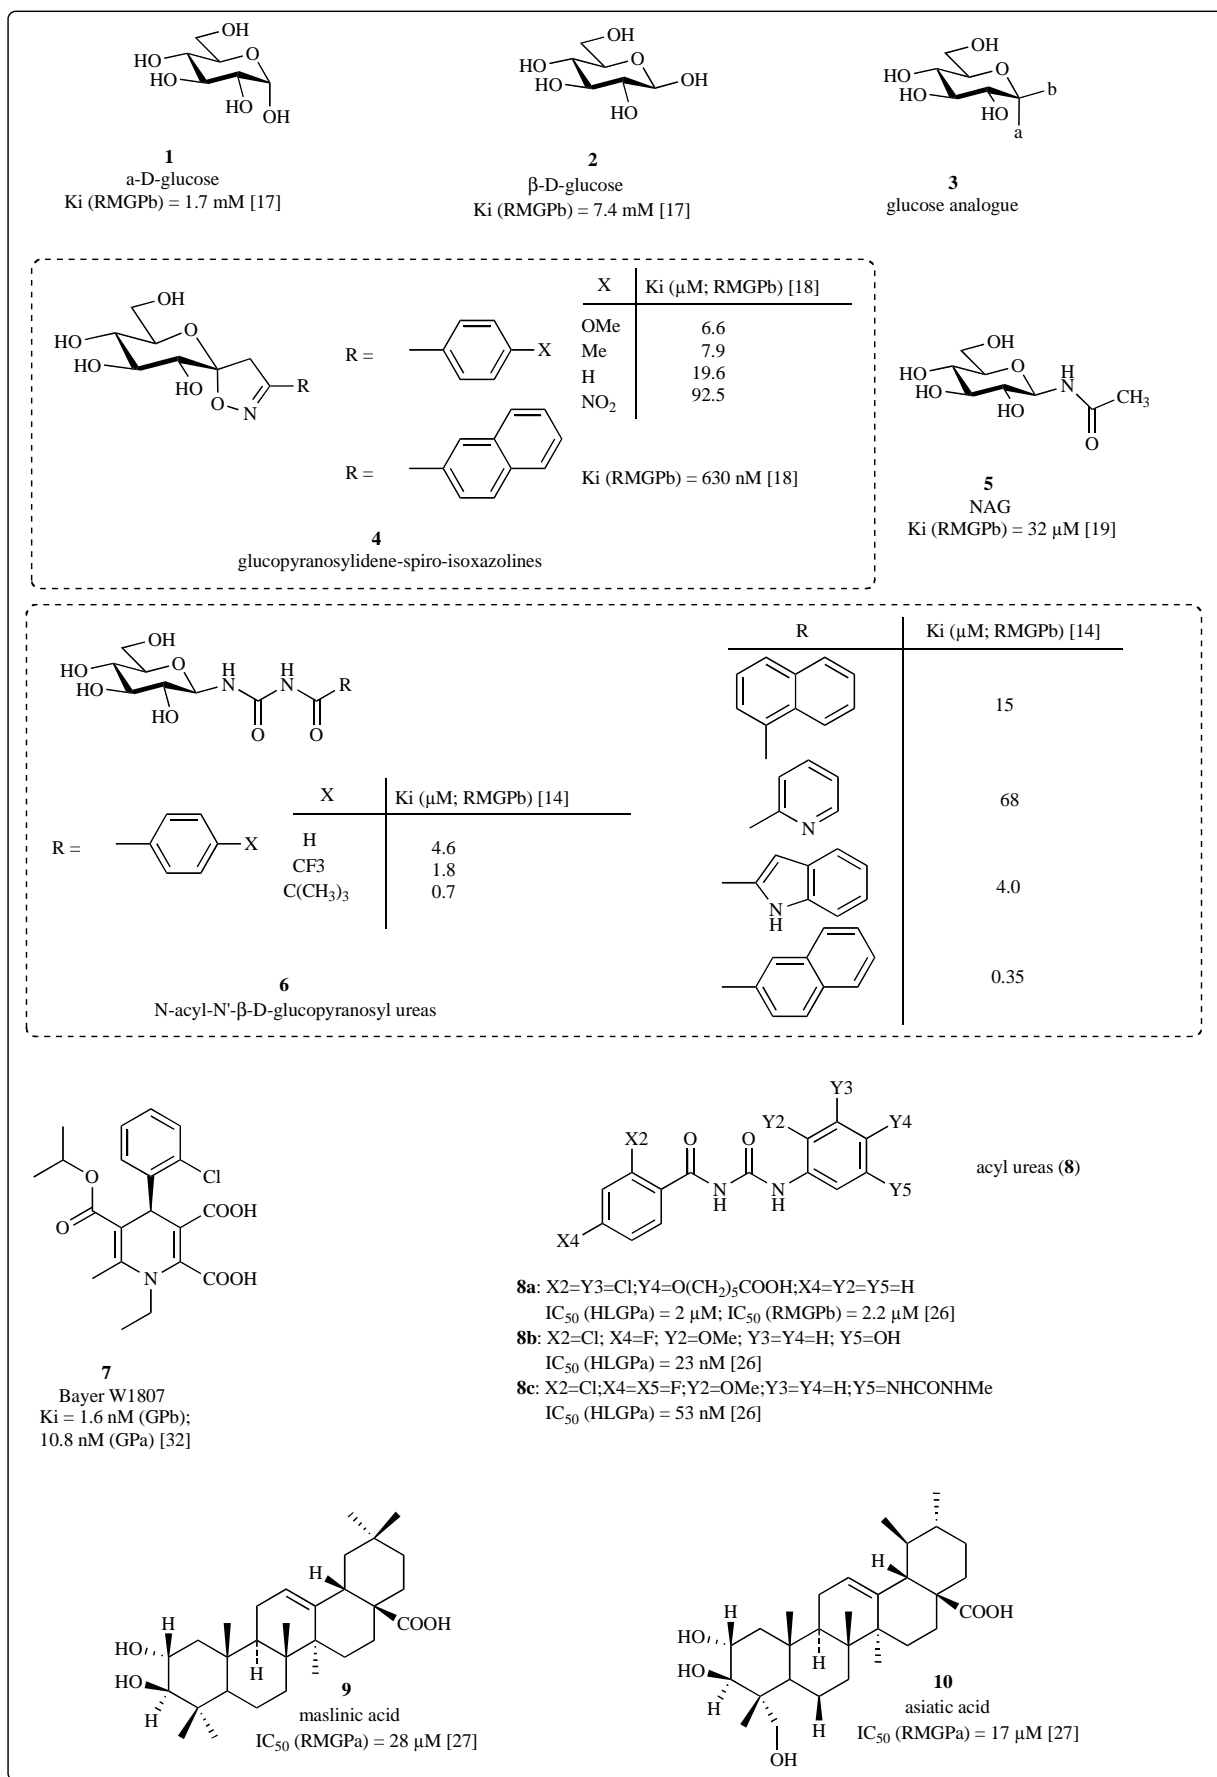 OH
HO
O
HO
HO
OH
1
a-D-glucose
Ki (RMGPb) = 1.7 mM [17]
OH
HO
O
HO
OH
HO
2
β-D-glucose
Ki (RMGPb) = 7.4 mM [17]
OH
HO
O
HO
HO
b
a
3
glucose analogue
OH
HO
O
HO
HO
O
N
R
R =
X
X Ki (µM; RMGPb) [18]
OMe 6.6
Me 7.9
H 19.6
NO2 92.5
R =
Ki (RMGPb) = 630 nM [18]
4
glucopyranosylidene-spiro-isoxazolines
OH
HO
O
HO
HO
H
N
CH3
O
5
NAG
Ki (RMGPb) = 32 µM [19]
OH
HO
O
HO
HO
H
N
H
N
R
O
O
R =
X
X Ki (µM; RMGPb) [14]
H 4.6
CF3 1.8
C(CH3)3 0.7
6
N-acyl-N'-β-D-glucopyranosyl ureas
R Ki (µM; RMGPb) [14]
15
N
68
N
H
4.0
0.35
O
O
Cl
COOH
COOH
N
7
Bayer W1807
Ki = 1.6 nM (GPb);
10.8 nM (GPa) [32]
X2
X4
O
O
N
H
N
H
Y2
Y3
Y4
Y5
acyl ureas (8)
8a: X2=Y3=Cl;Y4=O(CH2)5COOH;X4=Y2=Y5=H
IC50 (HLGPa) = 2 µM; IC50 (RMGPb) = 2.2 µM [26]
8b: X2=Cl; X4=F; Y2=OMe; Y3=Y4=H; Y5=OH
IC50 (HLGPa) = 23 nM [26]
8c: X2=Cl;X4=X5=F;Y2=OMe;Y3=Y4=H;Y5=NHCONHMe
IC50 (HLGPa) = 53 nM [26]
H
H
HO
HO
H
H
COOH
9
maslinic acid
IC50 (RMGPa) = 28 µM [27]
H
H
HO
HO
H
H
H
OH
COOH
10
asiatic acid
IC50 (RMGPa) = 17 µM [27]